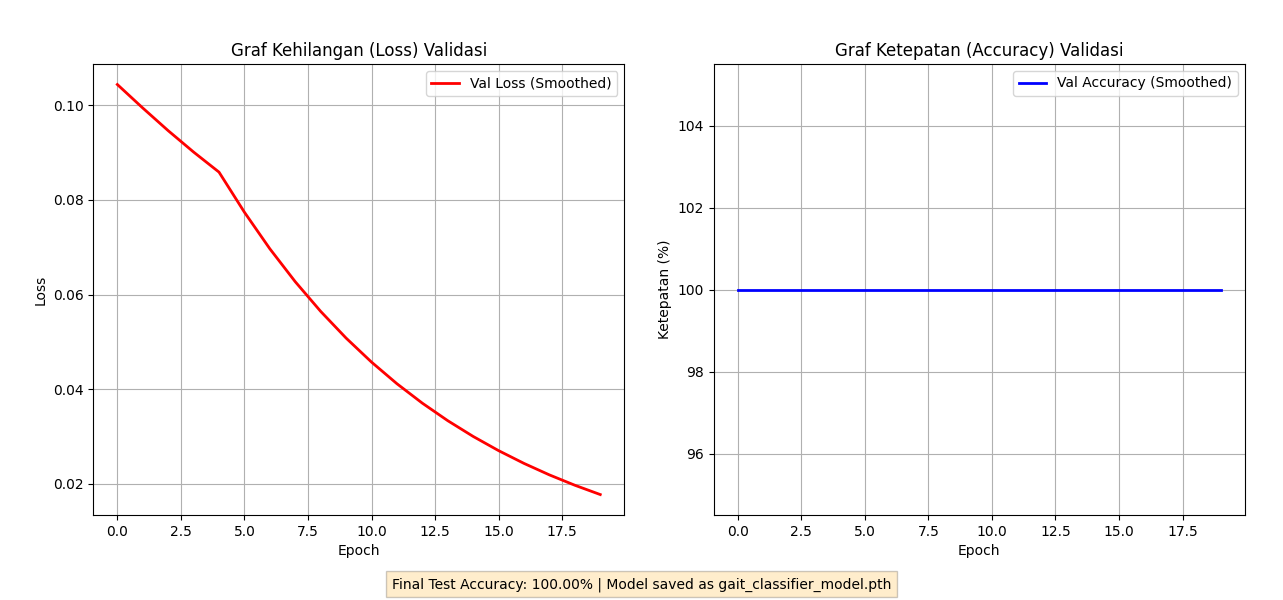 Graf Kehilangan (Loss) Validasi
Val Loss (Smoothed)
0.10
0.08
0.06
0.04
0.02
Loss
0.0 2.5 5.0 7.5 10.0 12.5 15.0 17.5
Epoch
Graf Ketepatan (Accuracy) Validasi
Val Accuracy (Smoothed)
104
102
100
98
96
Ketepatan (%)
0.0 2.5 5.0 7.5 10.0 12.5 15.0 17.5
Epoch
Final Test Accuracy: 100.00% | Model saved as gait_classifier_model.pth